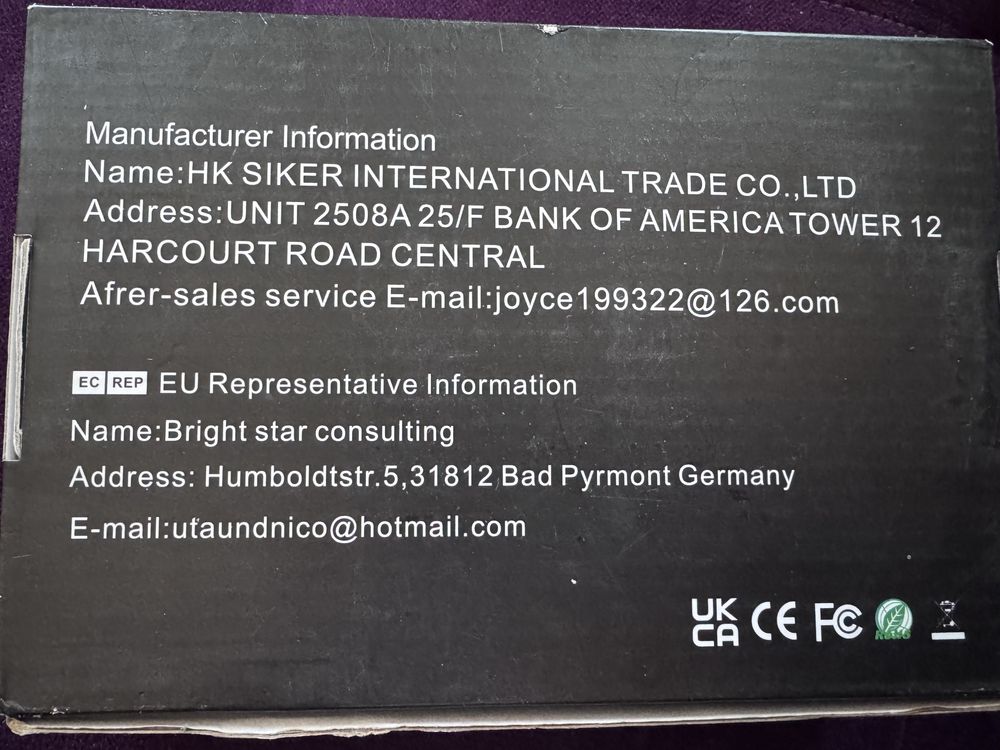 Manufacturer Information
Name:HK SIKER INTERNATIONAL TRADE CO.,LTD
Address:UNIT 2508A 25/F BANK OF AMERICA TOWER 12
HARCOURT ROAD CENTRAL
Afrer-sales service E-mail:joyce199322@126.com
EC REP EU Representative Information
Name:Bright star consulting
Address: Humboldtstr.5,31812 Bad Pyrmont Germany
E-mail:utaundnico@hotmail.com
UK CA CE FC RoHS